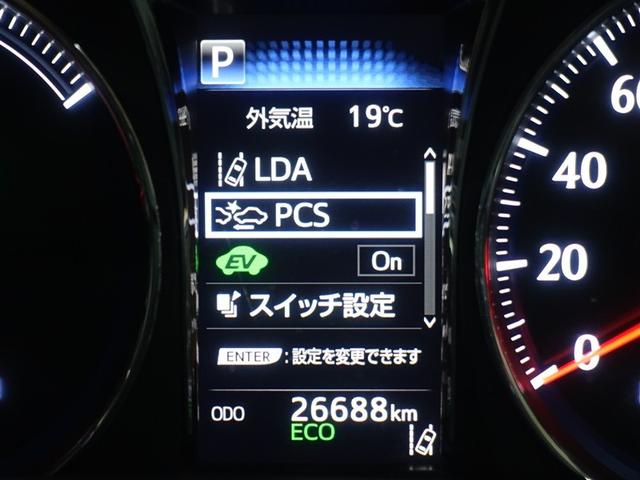 P
外気温 19℃
LDA
PCS
EV On
スイッチ設定
ENTER :設定を変更できます
ODO 26688km
ECO
60
40
20
0